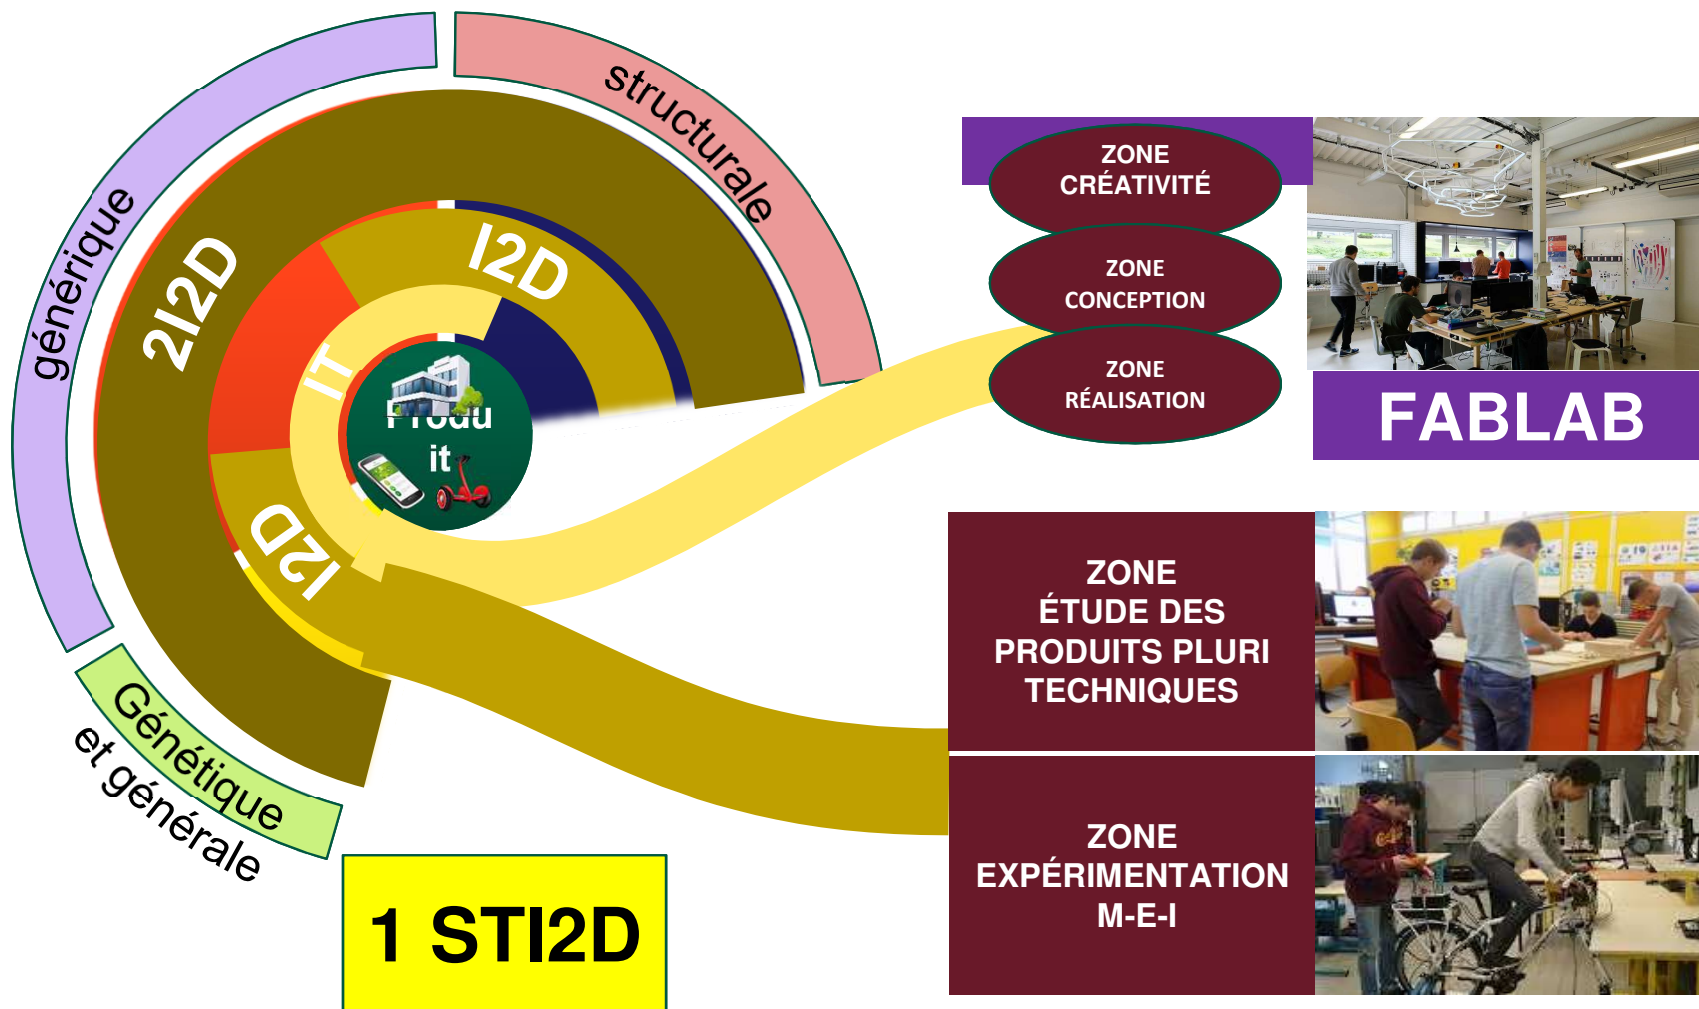 générique
structurale
2I2D
I2D
IT
Produ
it
I2D
Génétique
et générale
1 STI2D
ZONE
CRÉATIVITÉ
ZONE
CONCEPTION
ZONE
RÉALISATION
FABLAB
ZONE
ÉTUDE DES
PRODUITS PLURI
TECHNIQUES
ZONE
EXPÉRIMENTATION
M-E-I